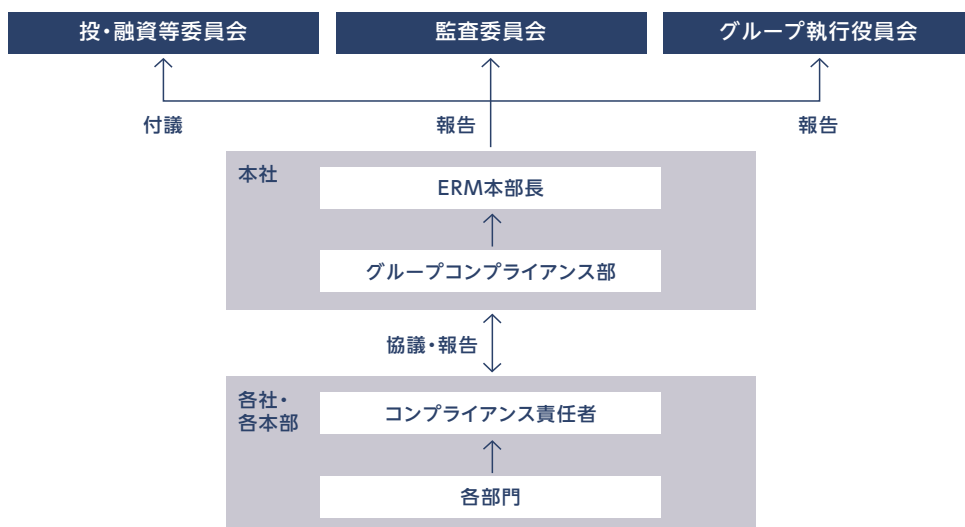 投・融資等委員会
監査委員会
グループ執行役員会
付議
報告
報告
本社
ERM本部長
グループコンプライアンス部
協議・報告
各社・
各本部
コンプライアンス責任者
各部門